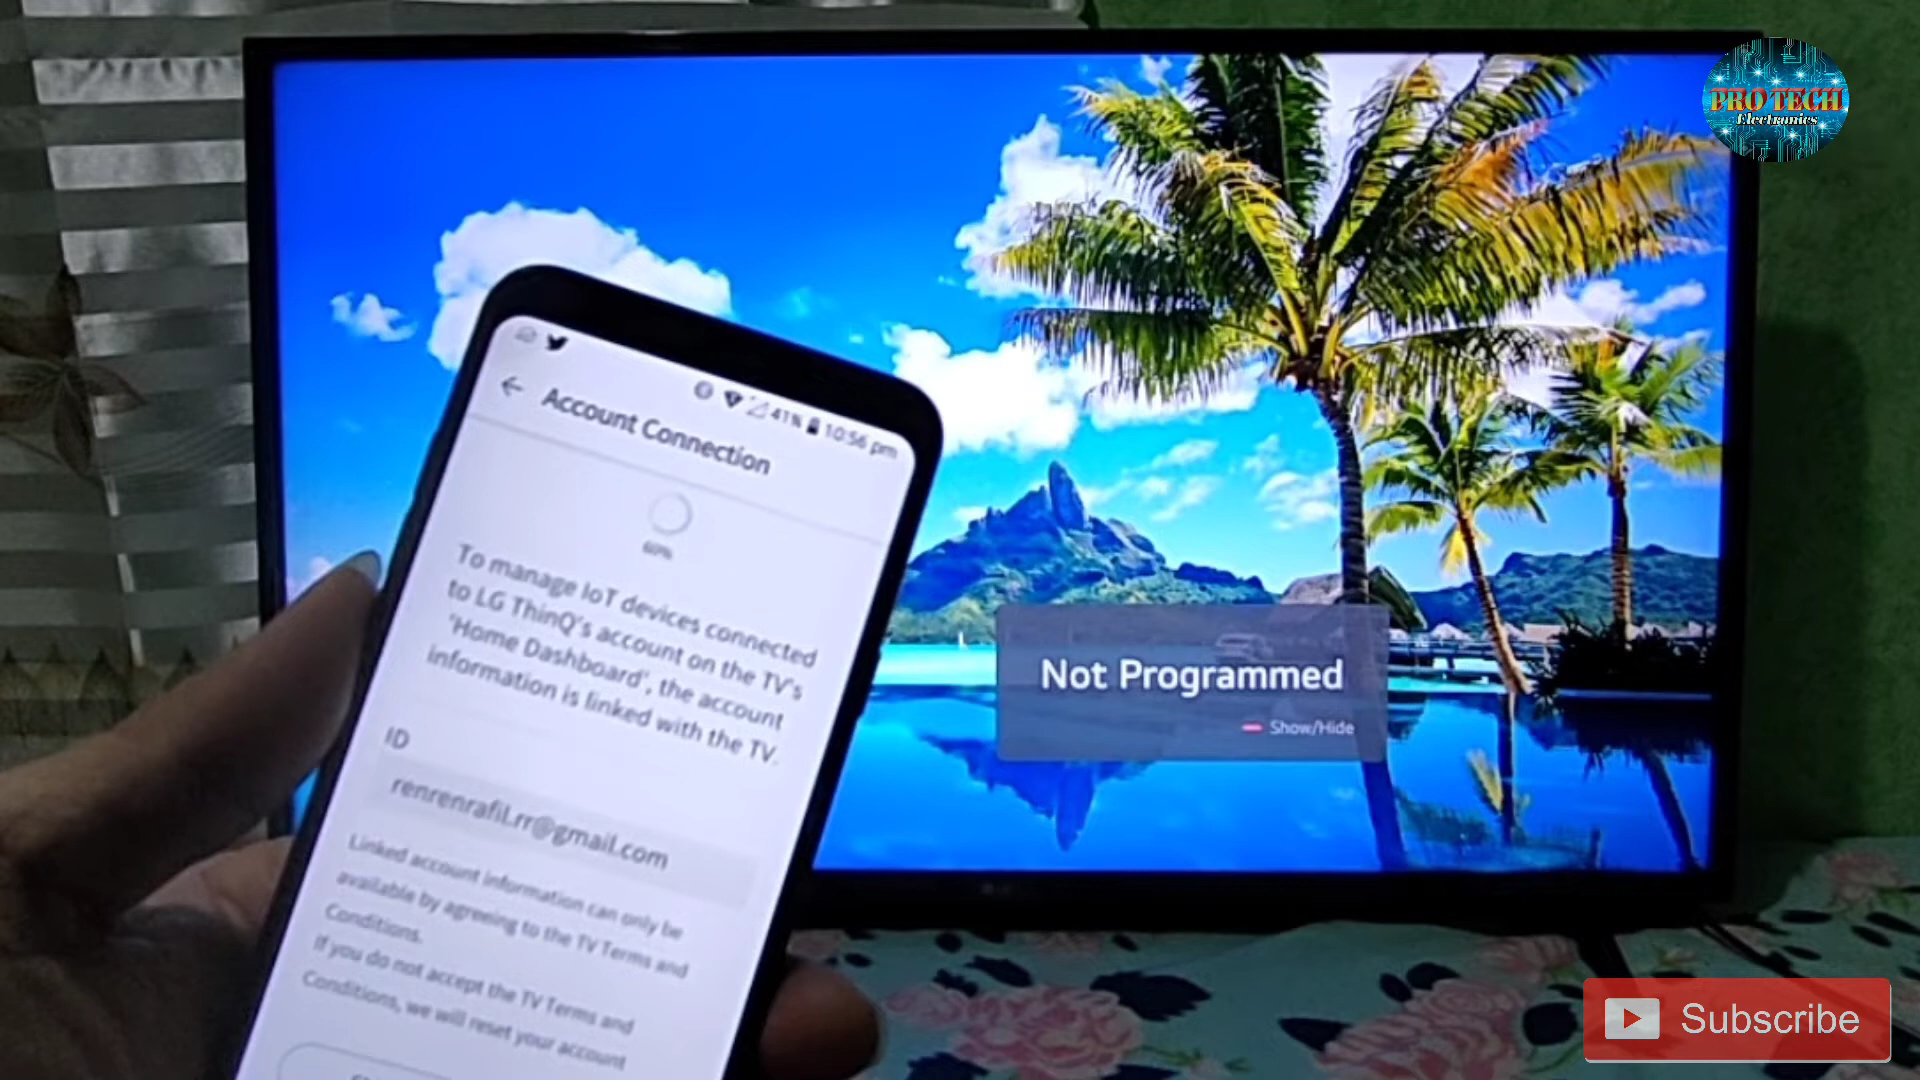 PRO TECH
Electronics
41% 10:56 pm
Account Connection
60%
To manage IoT devices connected
to LG ThinQ's account on the TV's
'Home Dashboard', the account
information is linked with the TV.
ID
renrenrafil.rr@gmail.com
Linked account information can only be
available by agreeing to the TV Terms and
Conditions.
If you do not accept the TV Terms and
Conditions, we will reset your account
Not Programmed
Show/Hide
Subscribe